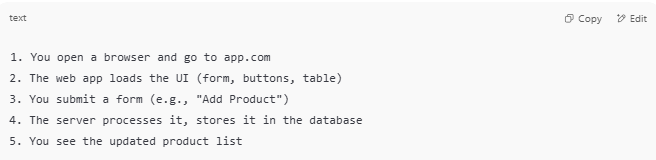 text
Copy Edit
1. You open a browser and go to app.com
2. The web app loads the UI (form, buttons, table)
3. You submit a form (e.g., "Add Product")
4. The server processes it, stores it in the database
5. You see the updated product list